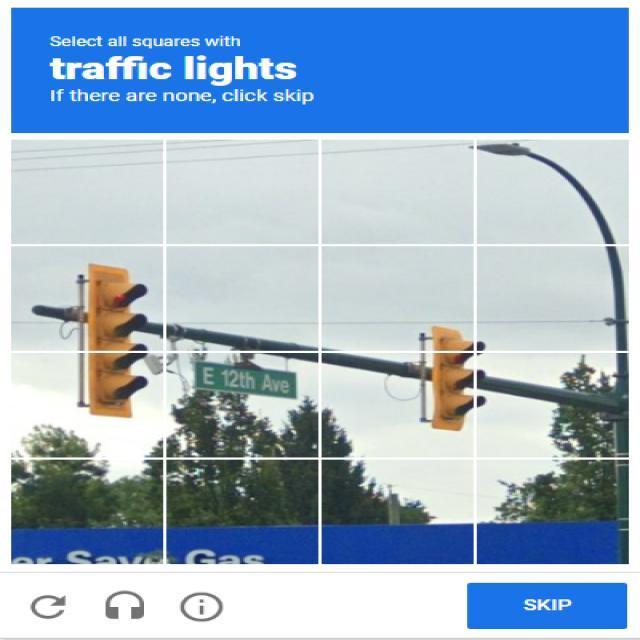 Select all squares with
traffic lights
If there are none, click skip
E 12th Ave
er Save Gas
SKIP